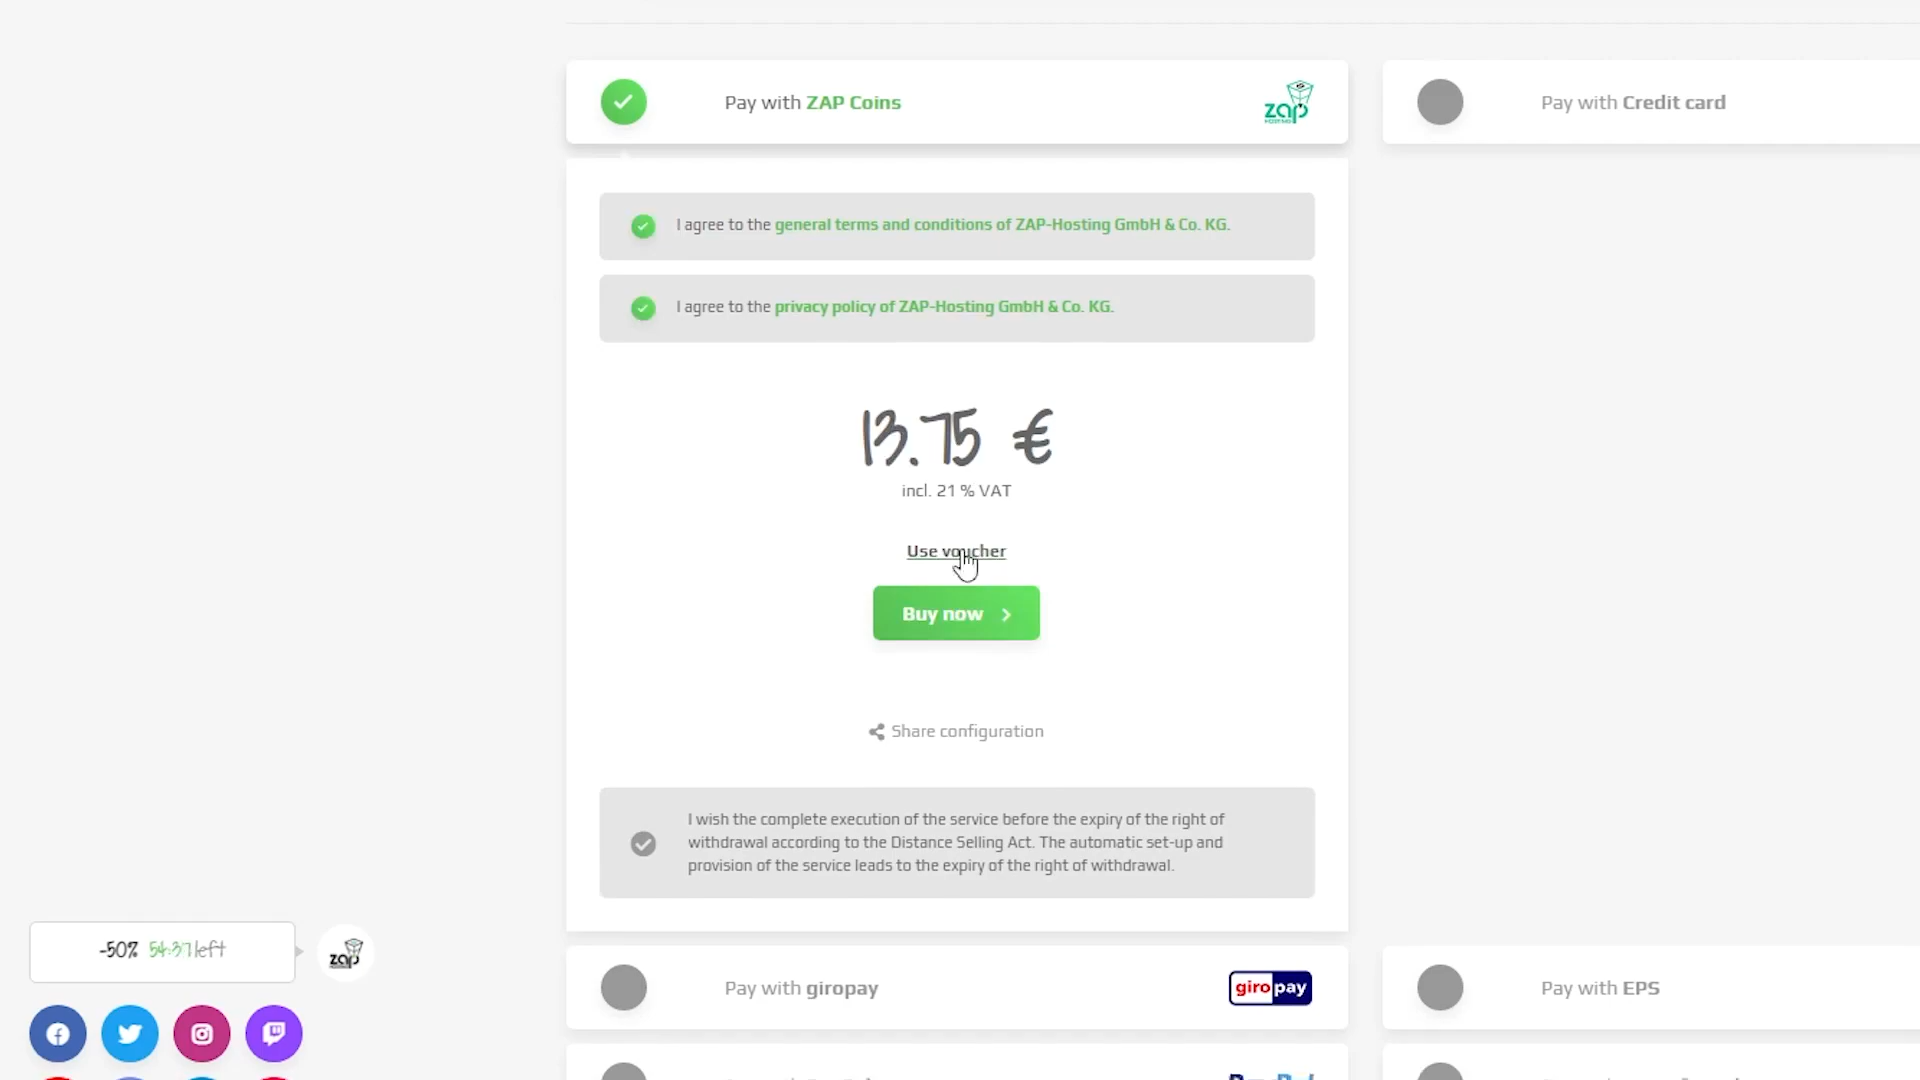 Pay with ZAP Coins
zap
HOSTING
Pay with Credit card
I agree to the general terms and conditions of ZAP-Hosting GmbH & Co. KG.
I agree to the privacy policy of ZAP-Hosting GmbH & Co. KG.
13.75 €
incl. 21 % VAT
Use voucher
Buy now
Share configuration
I wish the complete execution of the service before the expiry of the right of
withdrawal according to the Distance Selling Act. The automatic set-up and
provision of the service leads to the expiry of the right of withdrawal.
-50% 54:37 left
zap
Pay with giropay
giro pay
Pay with EPS